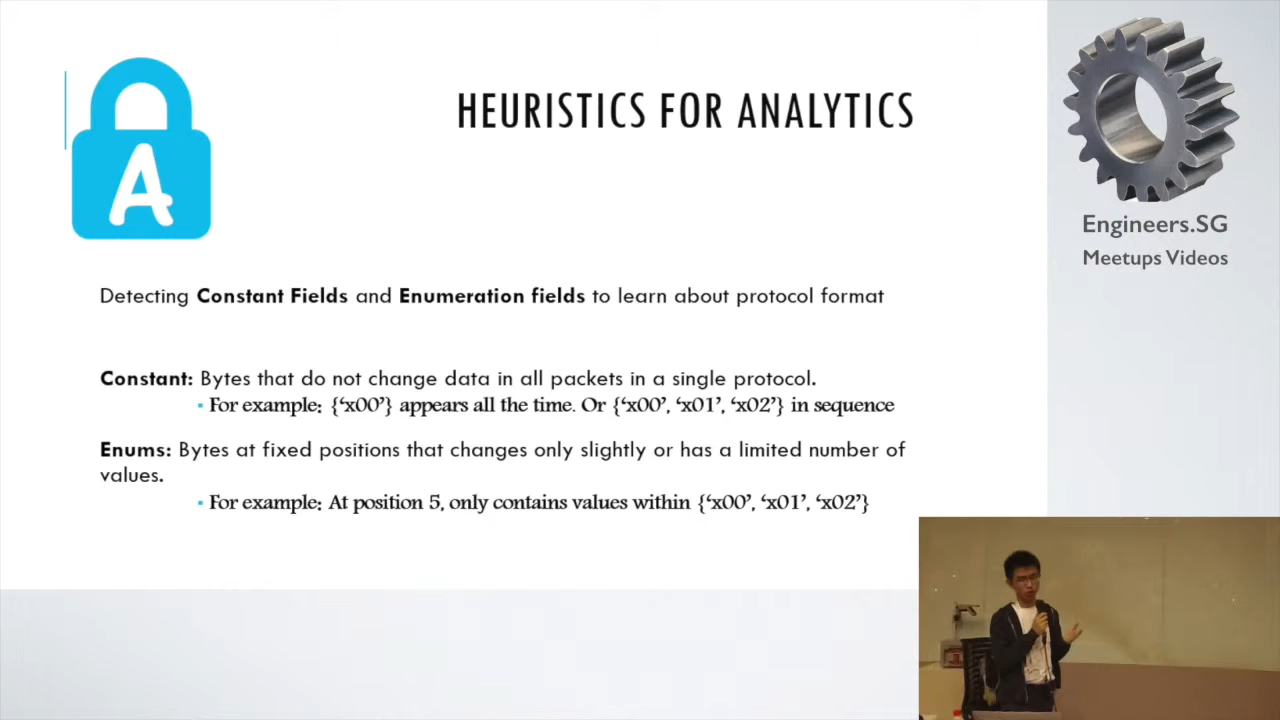 A
HEURISTICS FOR ANALYTICS
Engineers.SG
Meetups Videos
Detecting Constant Fields and Enumeration fields to learn about protocol format
Constant: Bytes that do not change data in all packets in a single protocol.
▪ For example: {‘x00’} appears all the time. Or {‘x00’, ‘x01’, ‘x02’} in sequence
Enums: Bytes at fixed positions that changes only slightly or has a limited number of
values.
▪ For example: At position 5, only contains values within {‘x00’, ‘x01’, ‘x02’}